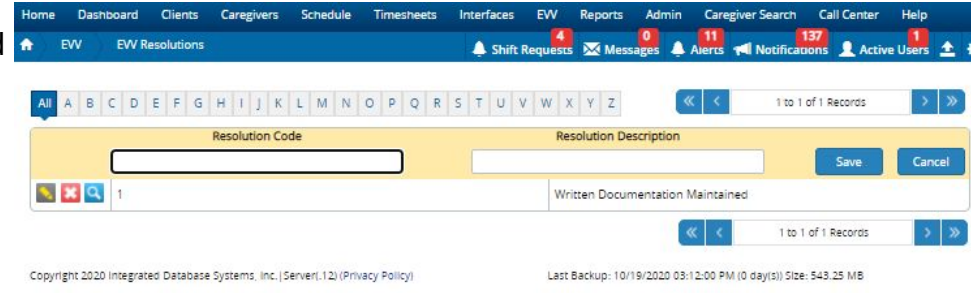 Home Dashboard Clients Caregivers Schedule Timesheets Interfaces EVV Reports Admin Caregiver Search Call Center Help
4 0 11 137 1
EVV EVV Resolutions Shift Requests Messages Alerts Notifications Active Users
All A B C D E F G H I J K L M N O P Q R S T U V W X Y Z « < 1 to 1 of 1 Records > »
Resolution Code Resolution Description
Save Cancel
1 Written Documentation Maintained
« < 1 to 1 of 1 Records > »
Copyright 2020 Integrated Database Systems, Inc.|Server(.12) (Privacy Policy) Last Backup: 10/19/2020 03:12:00 PM (0 day(s)) Size: 543.25 MB